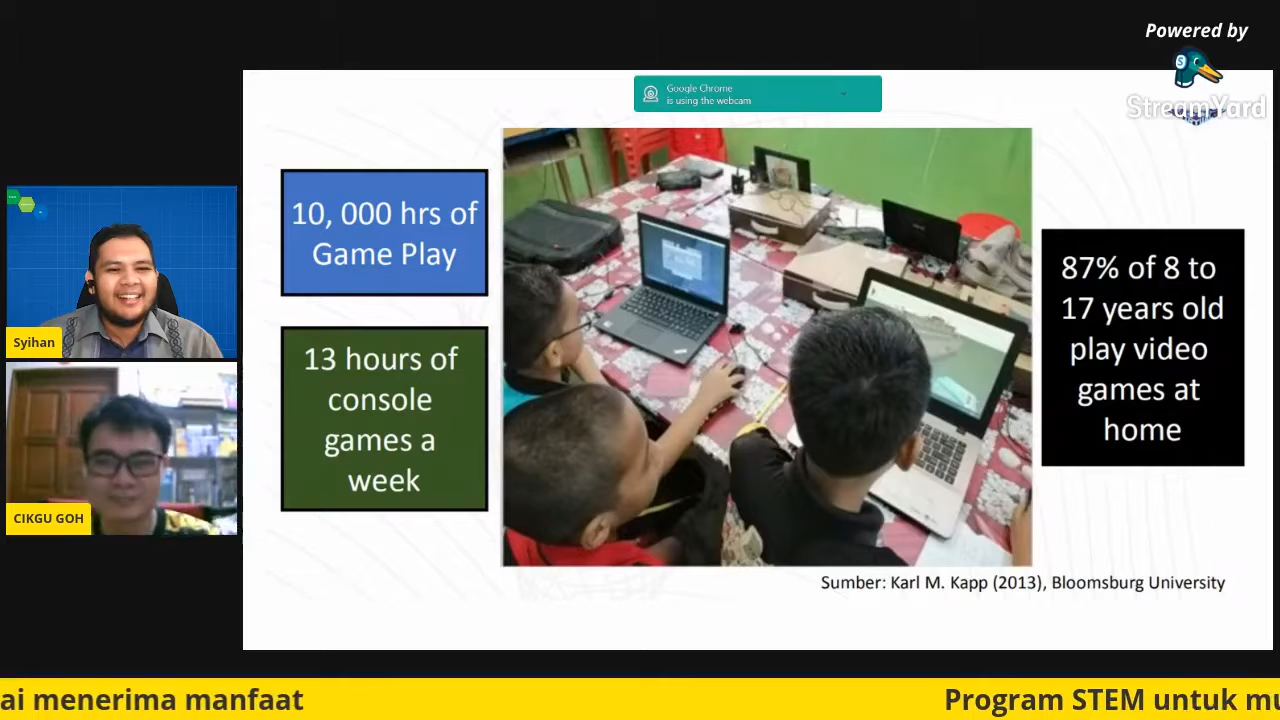 Powered by
StreamYard
Google Chrome
is using the webcam
10, 000 hrs of
Game Play
13 hours of
console
games a
week
87% of 8 to
17 years old
play video
games at
home
Syihan
CIKGU GOH
Sumber: Karl M. Kapp (2013), Bloomsburg University
ai menerima manfaat
Program STEM untuk mu